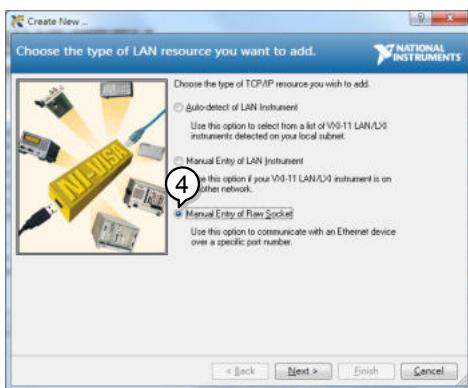 Create New ...
Choose the type of LAN resource you want to add.
NATIONAL
INSTRUMENTS
Choose the type of TCP/IP resource you wish to add.
Auto-detect of LAN Instrument
Use this option to select from a list of VXI-11 LAN/LXI
instruments detected on your local subnet.
Manual Entry of LAN Instrument
this option if your VXI-11 LAN/LXI instrument is on
other network.
4
Manual Entry of Raw Socket
Use this option to communicate with an Ethernet device
over a specific port number.
NI-VISA
< Back
Next >
Finish
Cancel